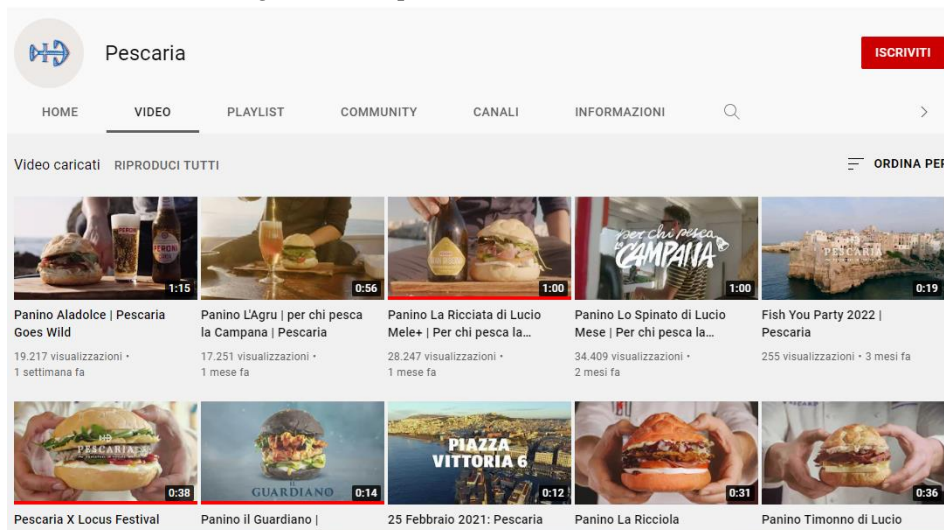 Pescaria
ISCRIVITI
HOME VIDEO PLAYLIST COMMUNITY CANALI INFORMAZIONI
Video caricati RIPRODUCI TUTTI ORDINA PER
PERONI
1:15
0:56
1:00
per chi pesca
la CAMPANA
1:00
PESCARIA
0:19
Panino Aladolce | Pescaria
Goes Wild
19.217 visualizzazioni •
1 settimana fa
Panino L'Agru | per chi pesca
la Campana | Pescaria
17.251 visualizzazioni •
1 mese fa
Panino La Ricciata di Lucio
Mele+ | Per chi pesca la...
28.247 visualizzazioni •
1 mese fa
Panino Lo Spinato di Lucio
Mese | Per chi pesca la...
34.409 visualizzazioni •
2 mesi fa
Fish You Party 2022 |
Pescaria
255 visualizzazioni • 3 mesi fa
PESCARIA
0:38
IL
GUARDIANO
0:14
PIAZZA
VITTORIA 6
0:12
0:31
0:36
Pescaria X Locus Festival
Panino il Guardiano |
25 Febbraio 2021: Pescaria
Panino La Ricciola
Panino Timonno di Lucio